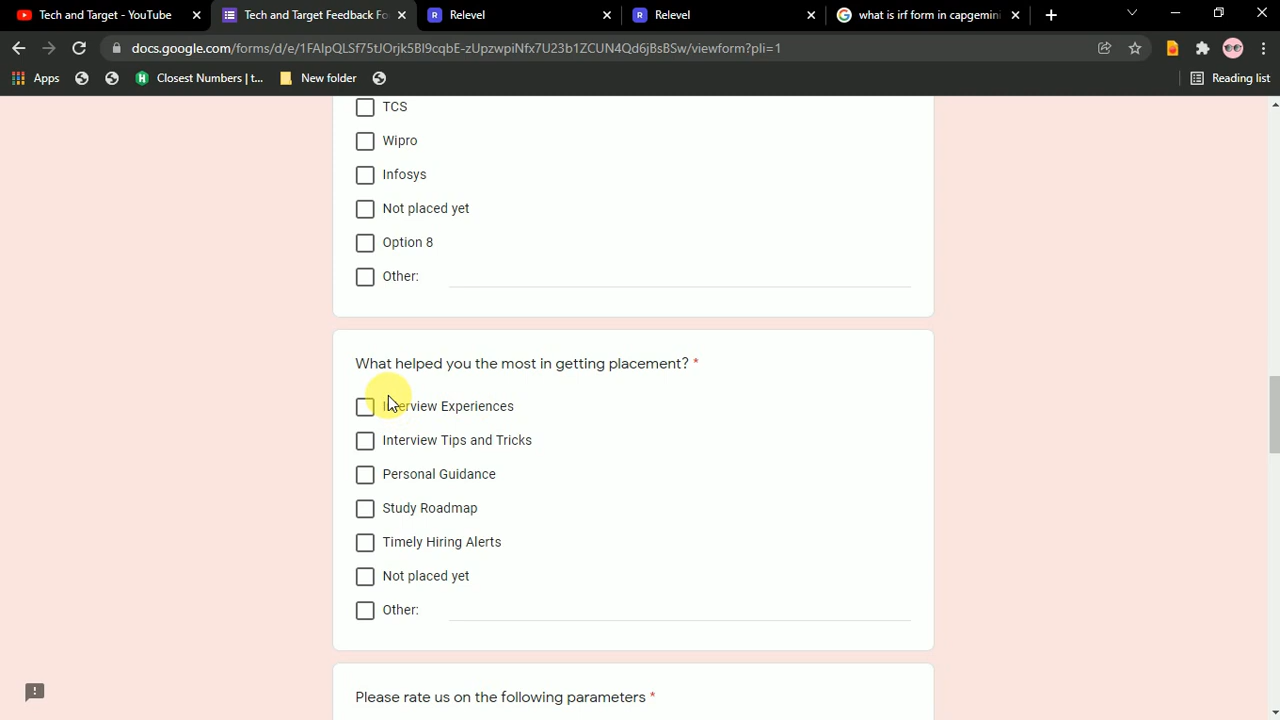 Tech and Target - YouTube
Tech and Target Feedback Fo
Relevel
Relevel
what is irf form in capgemini
docs.google.com/forms/d/e/1FAIpQLSf75tJOrjk5Bl9cqbE-zUpzwpiNfx7U23b1ZCUN4Qd6jBsBSw/viewform?pli=1
Apps
Closest Numbers | t...
New folder
Reading list
TCS
Wipro
Infosys
Not placed yet
Option 8
Other:
What helped you the most in getting placement? *
Interview Experiences
Interview Tips and Tricks
Personal Guidance
Study Roadmap
Timely Hiring Alerts
Not placed yet
Other:
Please rate us on the following parameters *